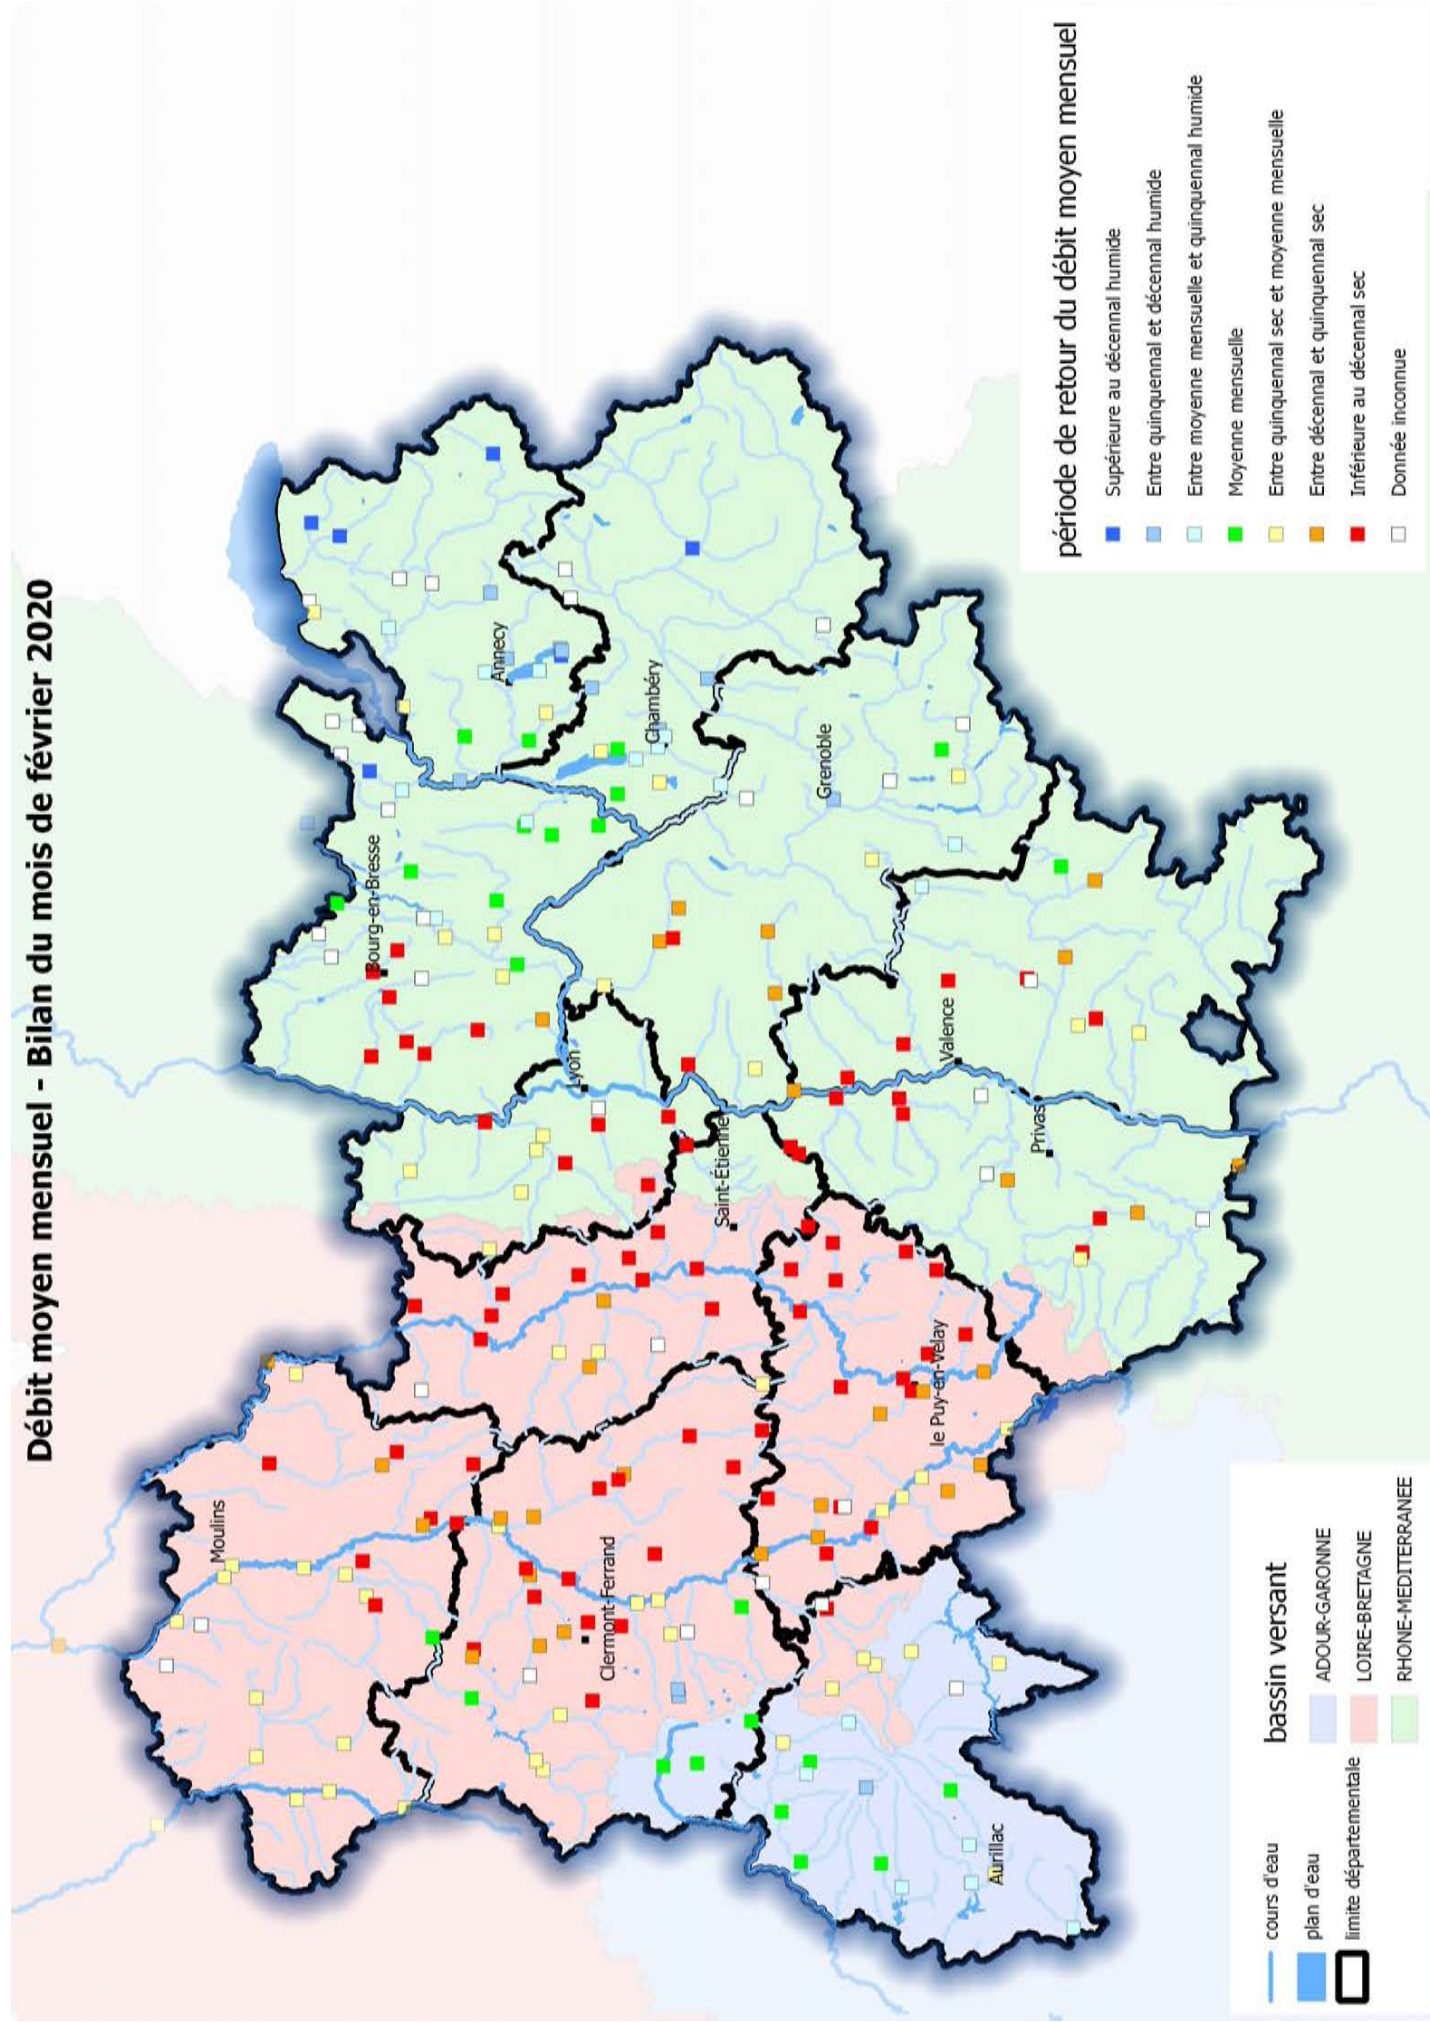 Débit moyen mensuel - Bilan du mois de février 2020
Moulins
Bourg-en-Bresse
Annecy
Clermont-Ferrand
Lyon
Chambéry
Saint-Étienne
Grenoble
Aurillac
le Puy-en-Velay
Valence
Privas
cours d'eau
plan d'eau
limite départementale
bassin versant
ADOUR-GARONNE
LOIRE-BRETAGNE
RHONE-MEDITERRANEE
période de retour du débit moyen mensuel
Supérieure au décennal humide
Entre quinquennal et décennal humide
Entre moyenne mensuelle et quinquennal humide
Moyenne mensuelle
Entre quinquennal sec et moyenne mensuelle
Entre décennal et quinquennal sec
Inférieure au décennal sec
Donnée inconnue